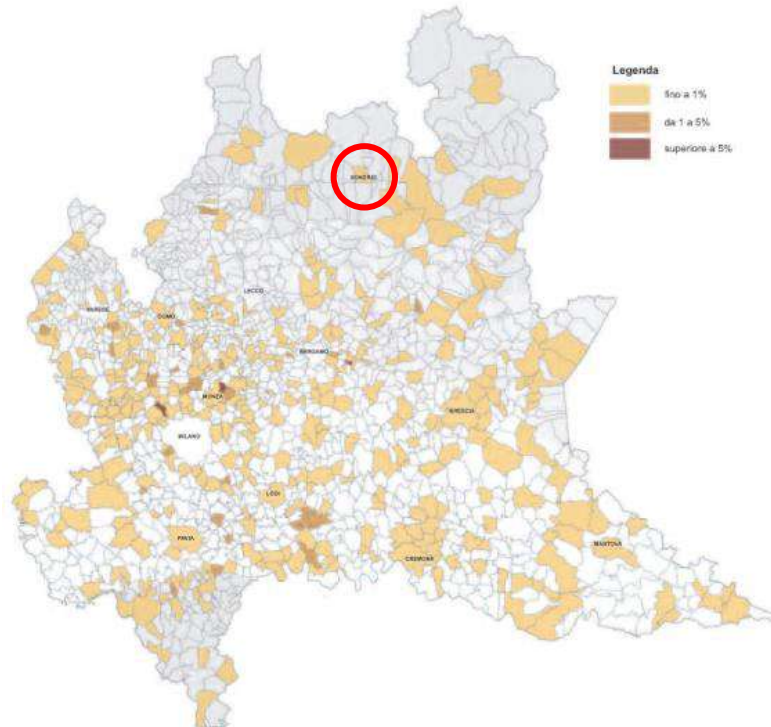 Legenda
fino a 1%
da 1 a 5%
superiore a 5%
SONDRIO
LECCO
VARESE
COMO
BERGAMO
MONZA
BRESCIA
MILANO
LODI
PAVIA
CREMONA
MANTOVA